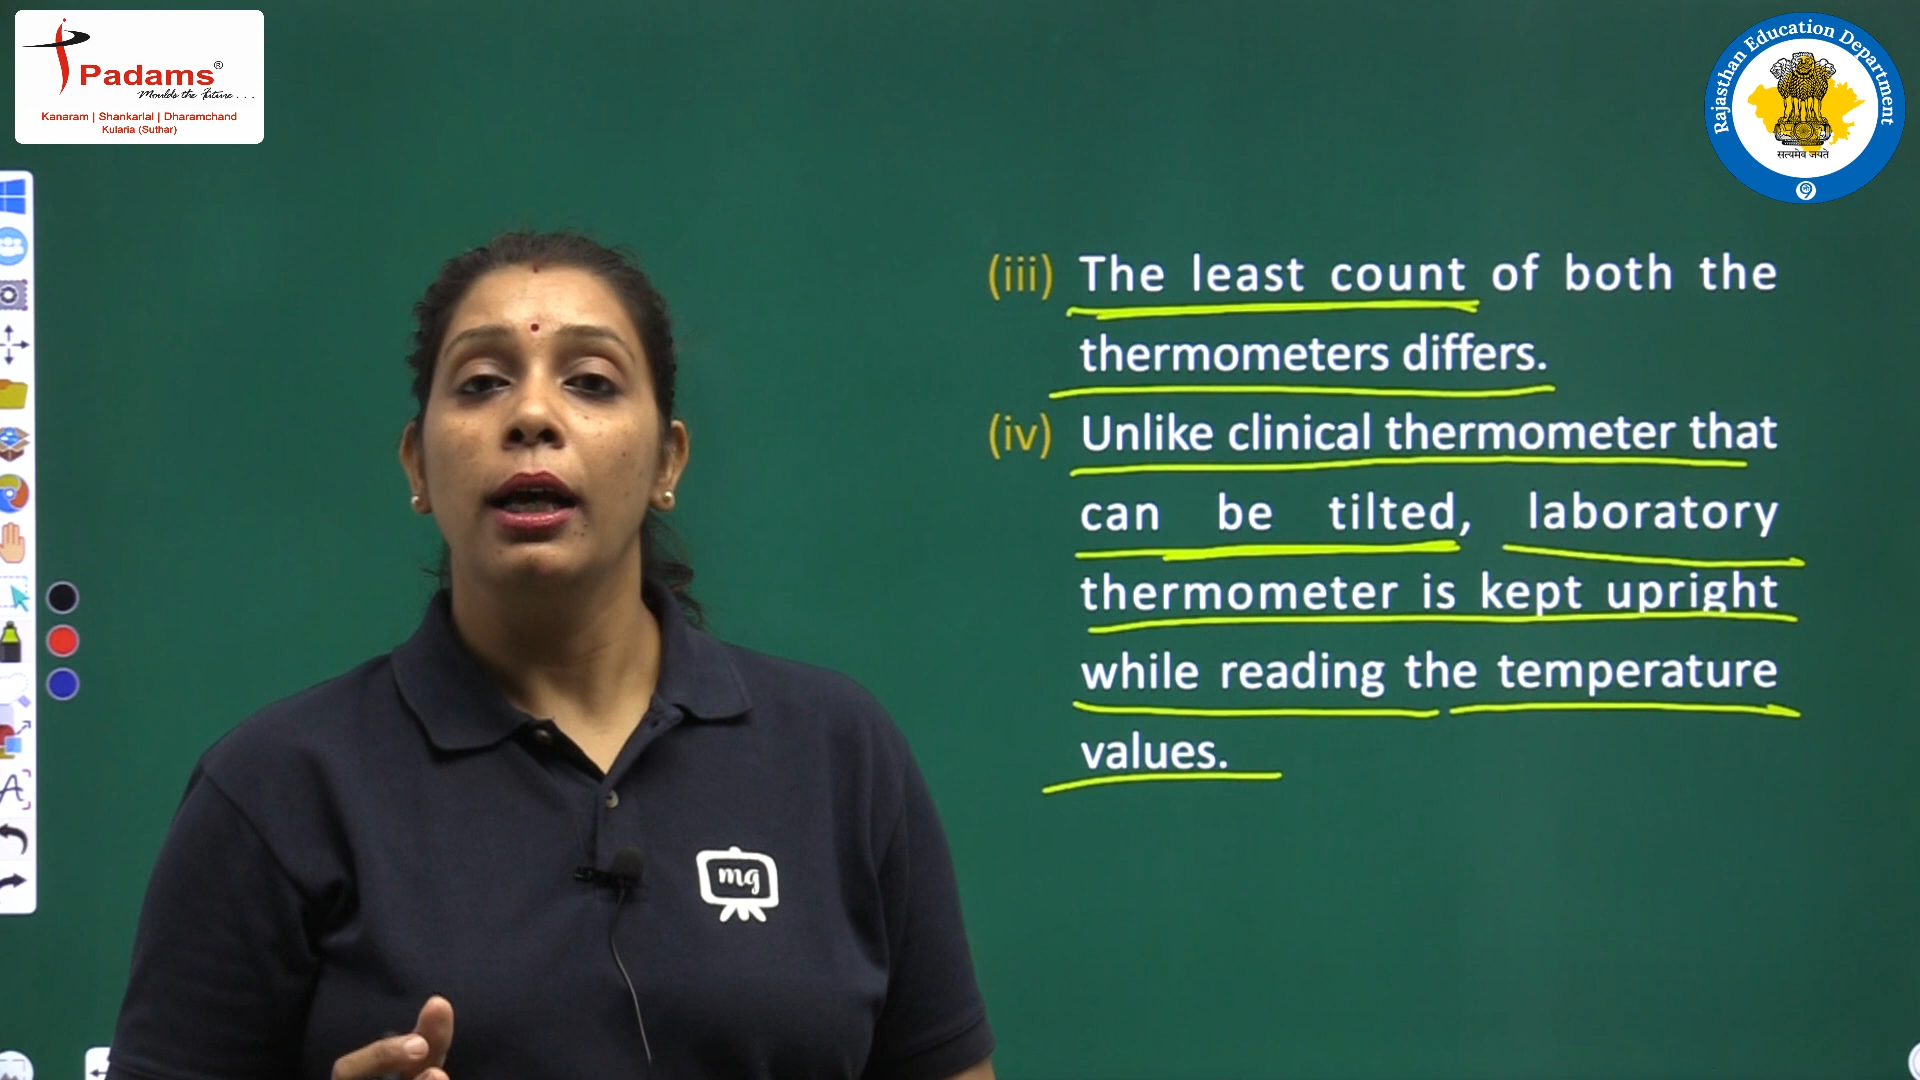 Padams®
Moulds the Future . . .
Kanaram | Shankarlal | Dharamchand
Kularia (Suthar)
Rajasthan Education Department
सत्यमेव जयते
(iii) The least count of both the
thermometers differs.
(iv) Unlike clinical thermometer that
can be tilted, laboratory
thermometer is kept upright
while reading the temperature
values.
mg
A